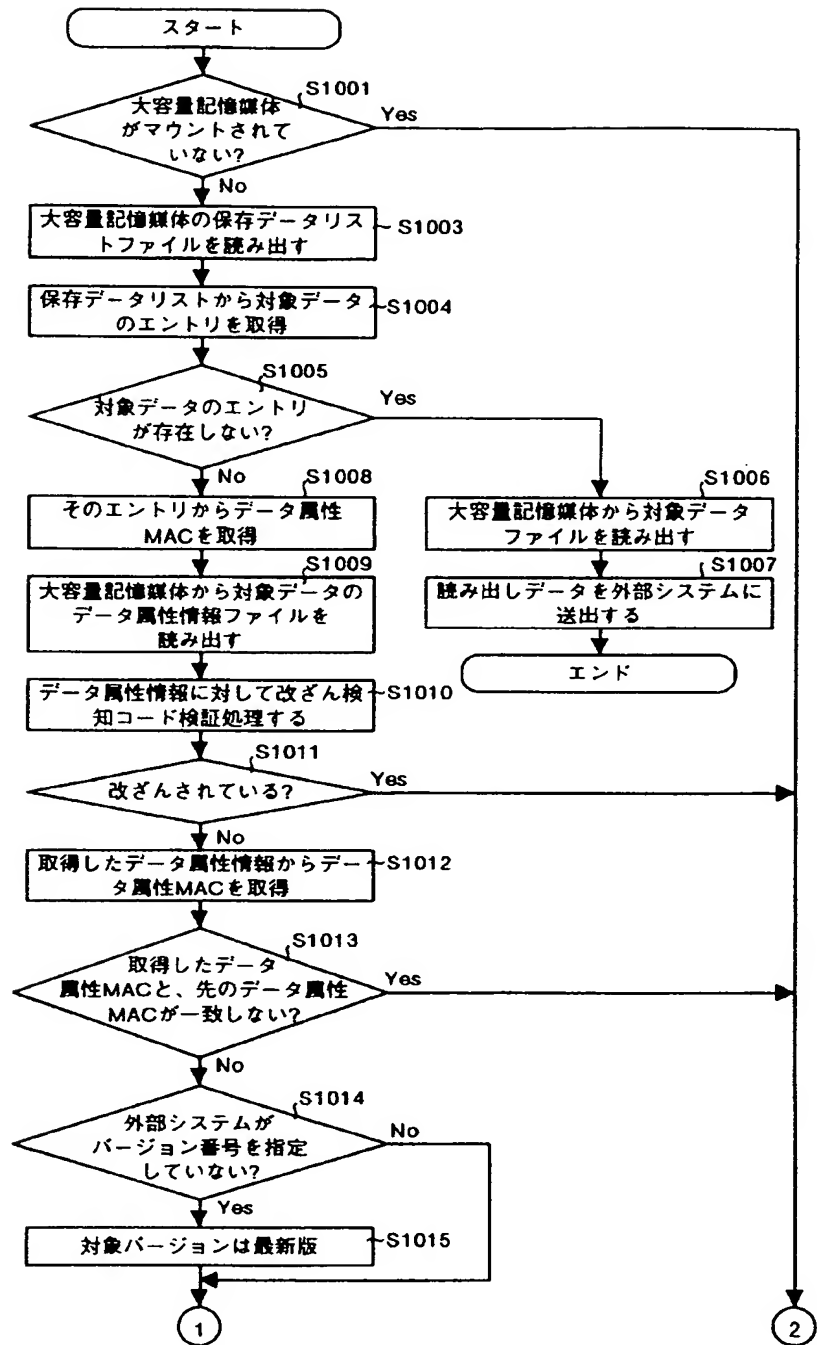 スタート
S1001
大容量記憶媒体
がマウントされて
いない?
Yes
No
大容量記憶媒体の保存データリス
トファイルを読み出す
S1003
保存データリストから対象データ
のエントリを取得
S1004
S1005
対象データのエントリ
が存在しない?
Yes
No
S1008
そのエントリからデータ属性
MACを取得
S1006
大容量記憶媒体から対象データ
ファイルを読み出す
S1009
大容量記憶媒体から対象データの
データ属性情報ファイルを
読み出す
S1007
読み出しデータを外部システムに
送出する
エンド
データ属性情報に対して改ざん検
知コード検証処理する
S1010
S1011
改ざんされている?
Yes
No
取得したデータ属性情報からデー
タ属性MACを取得
S1012
S1013
取得したデータ
属性MACと、先のデータ属性
MACが一致しない?
Yes
No
S1014
外部システムが
バージョン番号を指定
していない?
No
Yes
対象バージョンは最新版
S1015
1
2